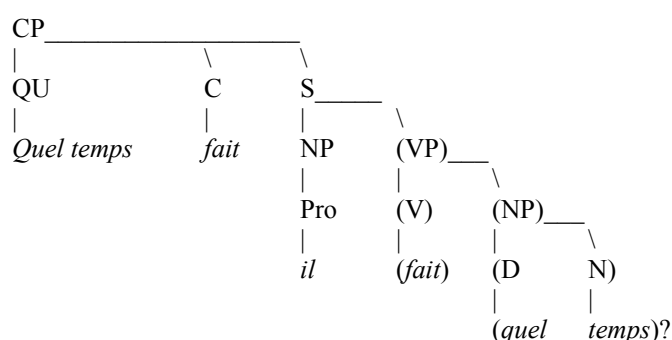 CP
QU C S
Quel temps fait NP (VP)
Pro (V) (NP)
il (fait) (D N)
(quel temps)?